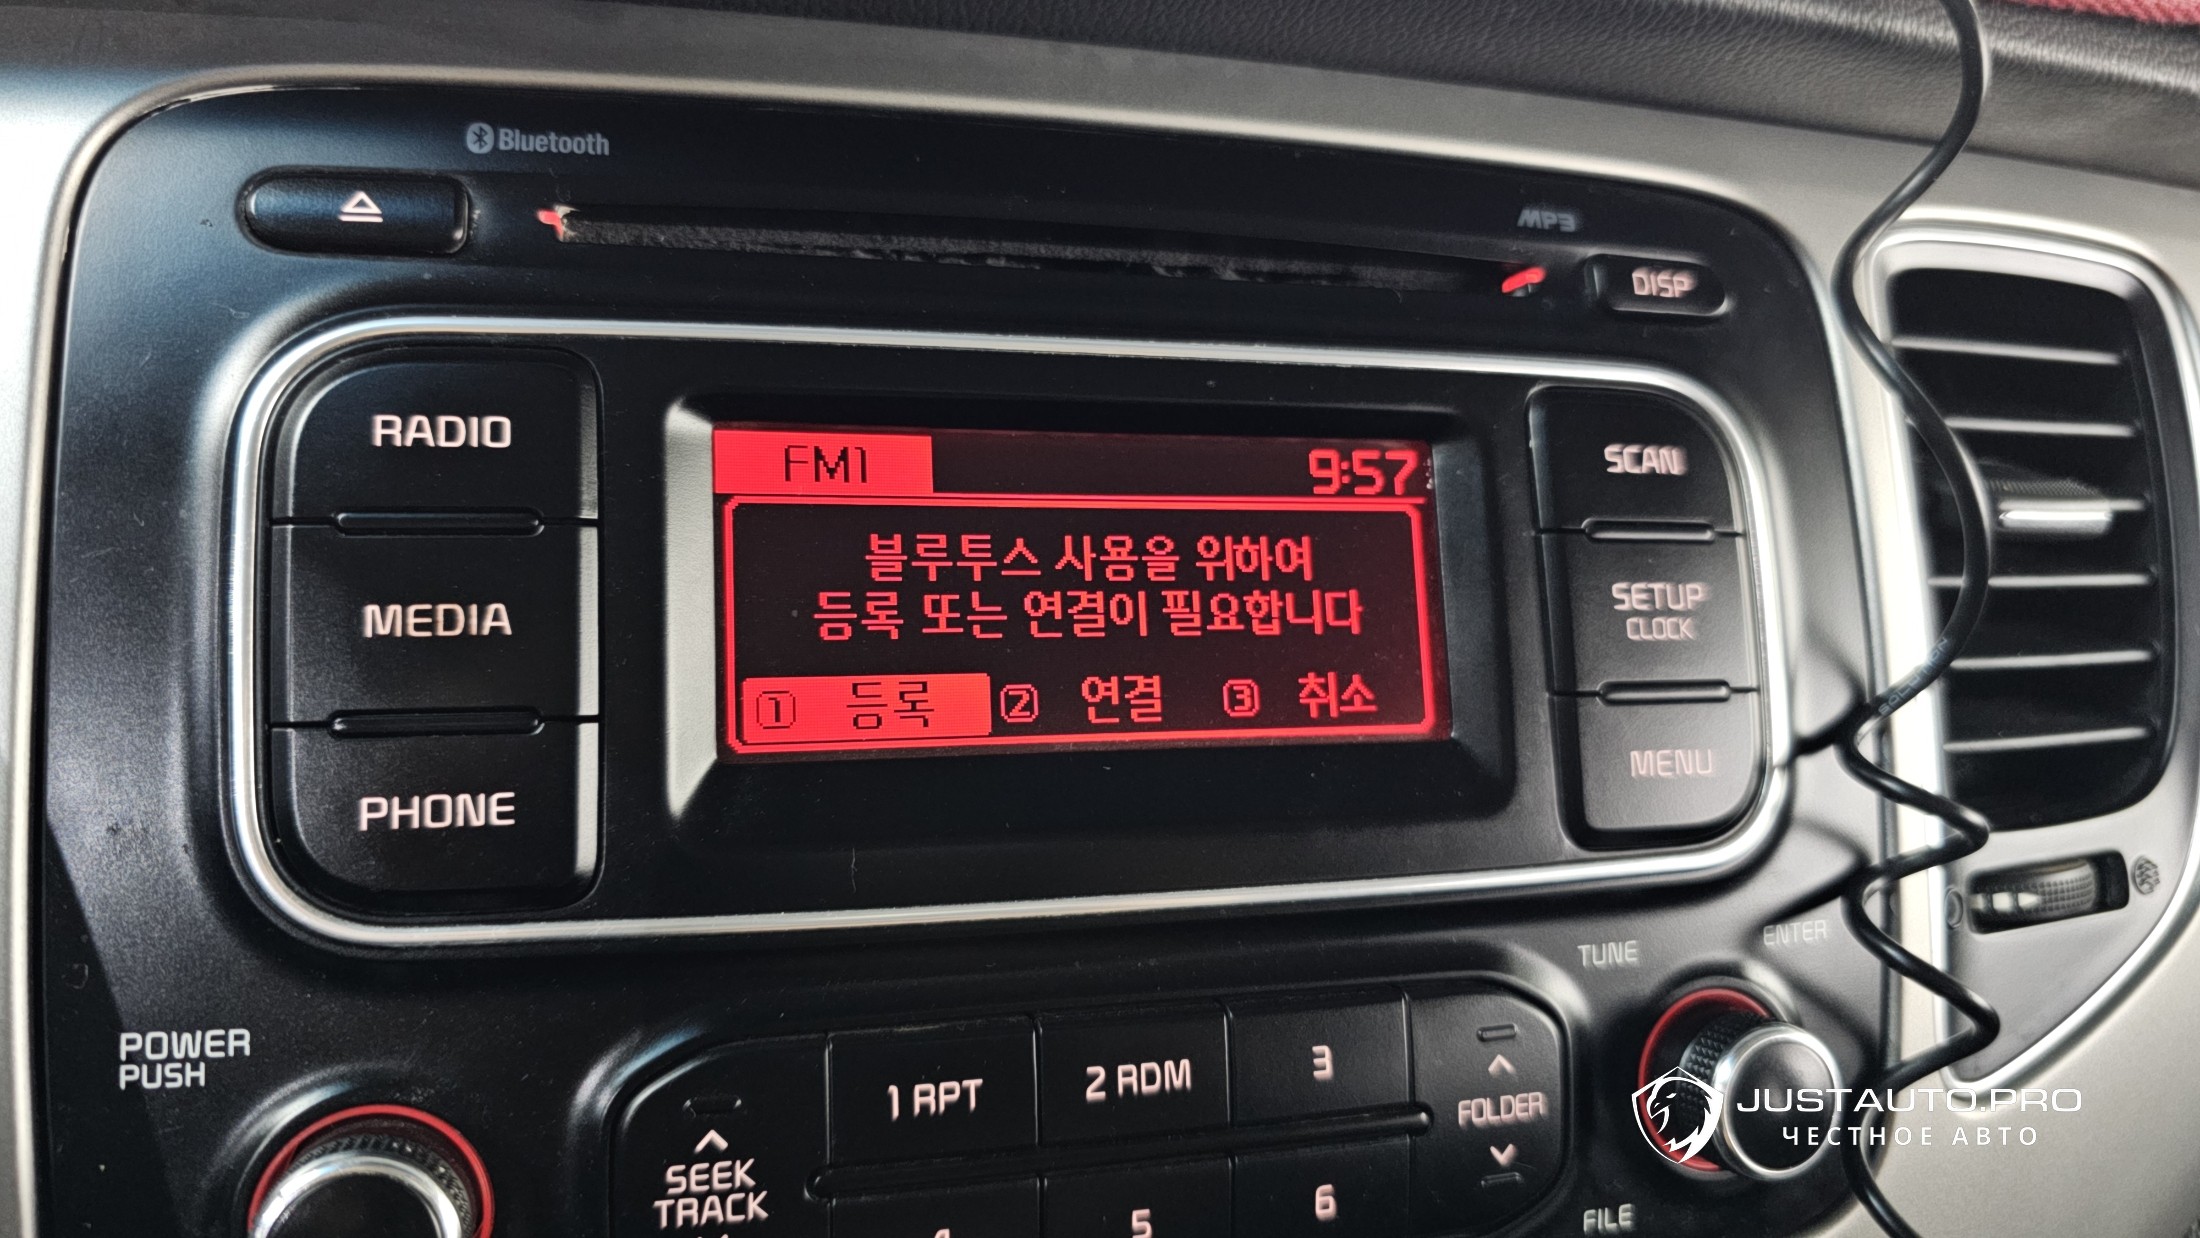 Bluetooth
MP3
DISP
RADIO
MEDIA
PHONE
FM1
9:57
블루투스 사용을 위하여
등록 또는 연결이 필요합니다
① 등록 ② 연결 ③ 취소
SCAN
SETUP
CLOCK
MENU
TUNE
ENTER
POWER
PUSH
SEEK
TRACK
1 RPT
2 RDM
3
FOLDER
5
6
FILE
JUSTAUTO.PRO
ЧЕСТНОЕ АВТО